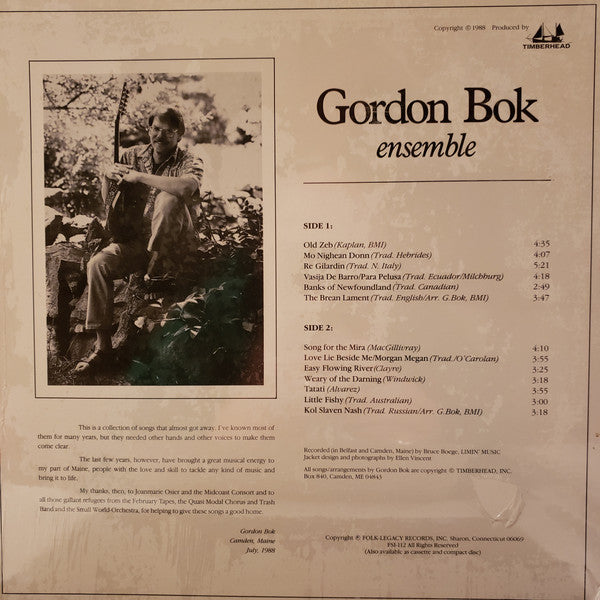 Copyright © 1988 Produced by
TIMBERHEAD
Gordon Bok
ensemble
SIDE 1:
Old Zeb (Kaplan, BMI) 4:35
Mo Nighean Donn (Trad. Hebrides) 4:07
Re Gilardin (Trad. N. Italy) 5:21
Vasija De Barro/Para Pelusa (Trad. Ecuador/Milchburg) 4:18
Banks of Newfoundland (Trad. Canadian) 2:49
The Brean Lament (Trad. English/Arr. G.Bok, BMI) 3:47
SIDE 2:
Song for the Mira (MacGillivray) 4:10
Love Lie Beside Me/Morgan Megan (Trad./O'Carolan) 3:55
Easy Flowing River (Clayre) 3:25
Weary of the Darning (Windwick) 3:18
Tatati (Alvarez) 3:55
Little Fishy (Trad. Australian) 3:00
Kol Slaven Nash (Trad. Russian/Arr. G.Bok, BMI) 3:18
This is a collection of songs that almost got away. I've known most of
them for many years, but they needed other hands and other voices to make them
come clear.
The last few years, however, have brought a great musical energy to
my part of Maine, people with the love and skill to tackle any kind of music and
bring it to life.
My thanks, then, to Jeanmarie Osier and the Midcoast Consort and to
all those gallant refugees from the February Tapes, the Quasi Modal Chorus and Trash
Band and the Small World Orchestra, for helping to give these songs a good home.
Gordon Bok
Camden, Maine
July, 1988
Recorded (in Belfast and Camden, Maine) by Bruce Boege, LIMIN' MUSIC
Jacket design and photographs by Ellen Vincent
All songs/arrangements by Gordon Bok are copyright © TIMBERHEAD, INC.
Box 840, Camden, ME 04843
Copyright ℗ FOLK-LEGACY RECORDS, INC. Sharon, Connecticut 06069
FSI-112 All Rights Reserved
(Also available as cassette and compact disc)